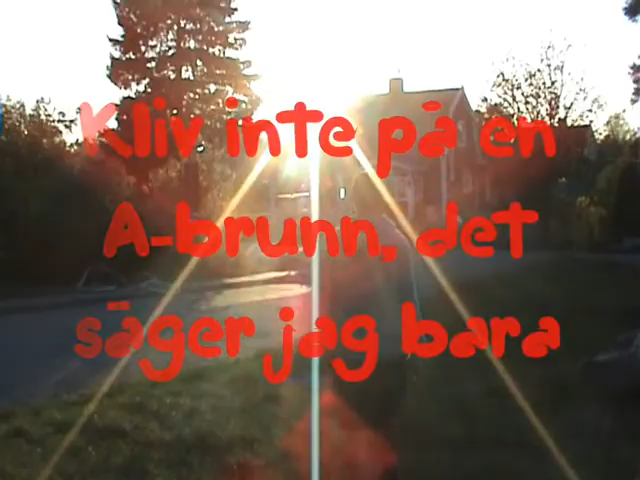 Kliv inte på en
A-brunn, det
säger jag bara